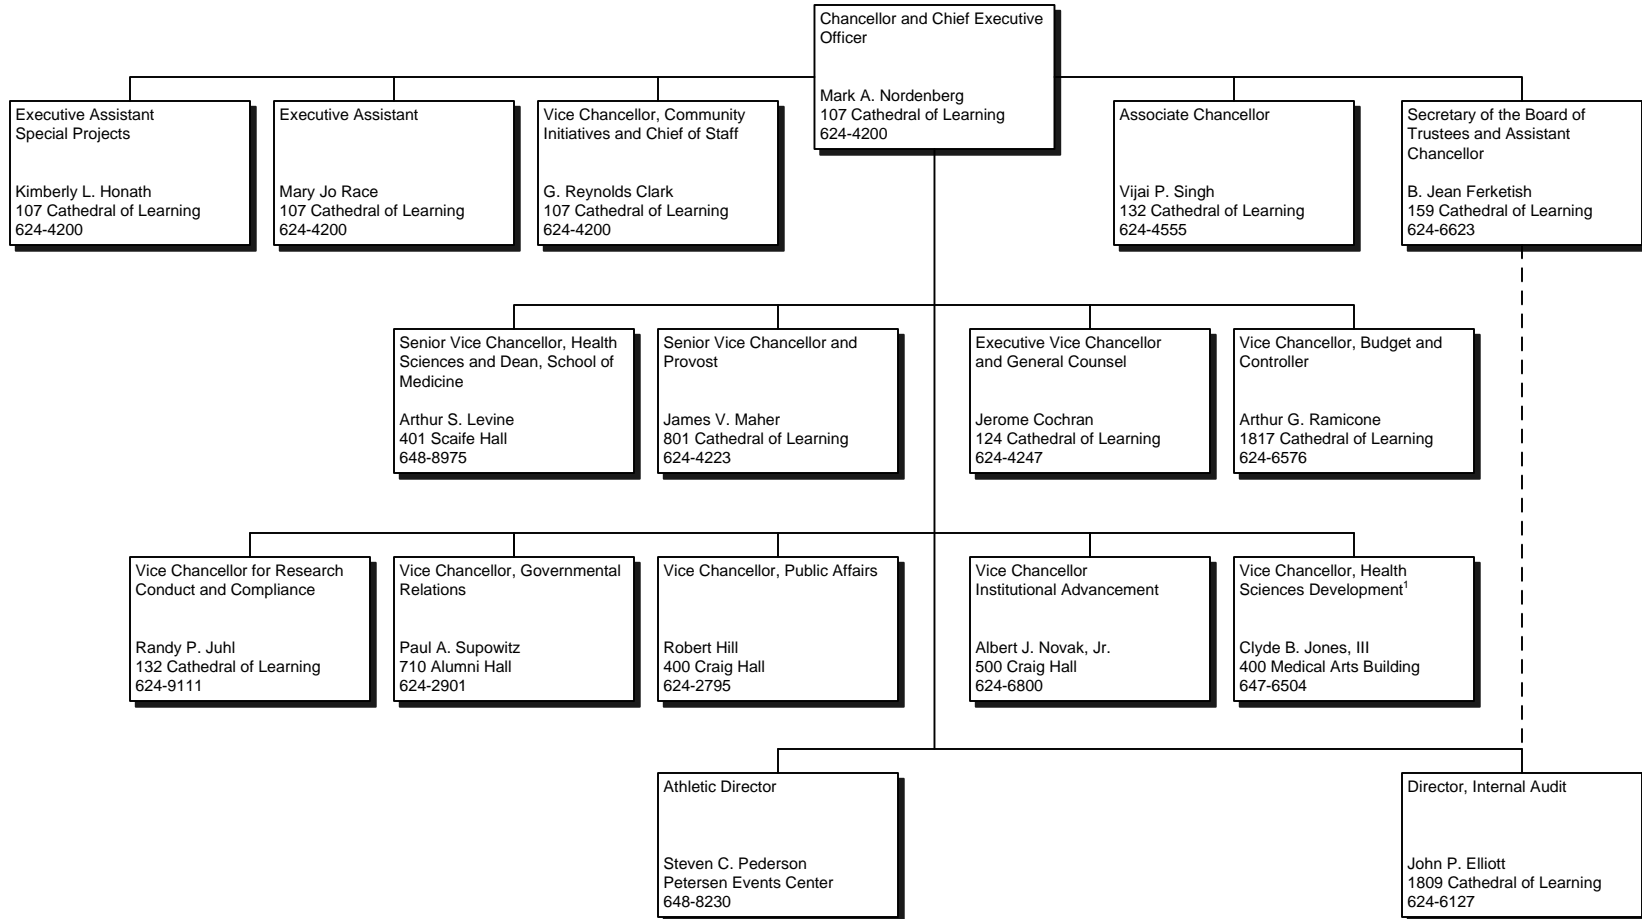 Chancellor and Chief Executive
Officer
Mark A. Nordenberg
107 Cathedral of Learning
624-4200
Executive Assistant
Special Projects
Kimberly L. Honath
107 Cathedral of Learning
624-4200
Executive Assistant
Mary Jo Race
107 Cathedral of Learning
624-4200
Vice Chancellor, Community
Initiatives and Chief of Staff
G. Reynolds Clark
107 Cathedral of Learning
624-4200
Associate Chancellor
Vijai P. Singh
132 Cathedral of Learning
624-4555
Secretary of the Board of
Trustees and Assistant
Chancellor
B. Jean Ferketish
159 Cathedral of Learning
624-6623
Senior Vice Chancellor, Health
Sciences and Dean, School of
Medicine
Arthur S. Levine
401 Scaife Hall
648-8975
Senior Vice Chancellor and
Provost
James V. Maher
801 Cathedral of Learning
624-4223
Executive Vice Chancellor
and General Counsel
Jerome Cochran
124 Cathedral of Learning
624-4247
Vice Chancellor, Budget and
Controller
Arthur G. Ramicone
1817 Cathedral of Learning
624-6576
Vice Chancellor for Research
Conduct and Compliance
Randy P. Juhl
132 Cathedral of Learning
624-9111
Vice Chancellor, Governmental
Relations
Paul A. Supowitz
710 Alumni Hall
624-2901
Vice Chancellor, Public Affairs
Robert Hill
400 Craig Hall
624-2795
Vice Chancellor
Institutional Advancement
Albert J. Novak, Jr.
500 Craig Hall
624-6800
Vice Chancellor, Health
Sciences Development¹
Clyde B. Jones, III
400 Medical Arts Building
647-6504
Athletic Director
Steven C. Pederson
Petersen Events Center
648-8230
Director, Internal Audit
John P. Elliott
1809 Cathedral of Learning
624-6127